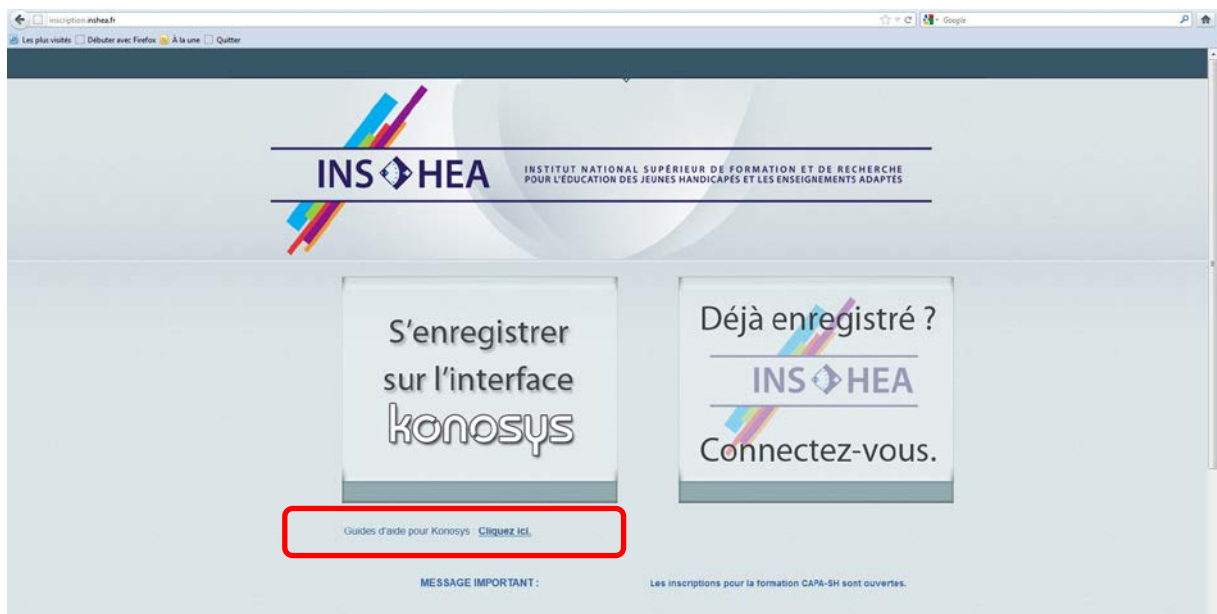 inscription.inshea.fr
Google
Les plus visités Débuter avec Firefox À la une Quitter
INS HEA
INSTITUT NATIONAL SUPÉRIEUR DE FORMATION ET DE RECHERCHE
POUR L'ÉDUCATION DES JEUNES HANDICAPÉS ET LES ENSEIGNEMENTS ADAPTÉS
S'enregistrer
sur l'interface
konosys
Déjà enregistré ?
INS HEA
Connectez-vous.
Guides d'aide pour Konosys : Cliquez ici.
MESSAGE IMPORTANT :
Les inscriptions pour la formation CAPA-SH sont ouvertes.